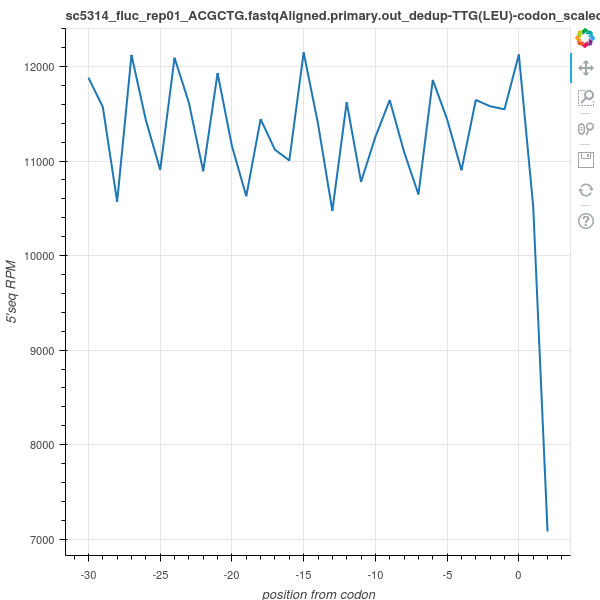 sc5314_fluc_rep01_ACGCTG.fastqAligned.primary.out_dedup-TTG(LEU)-codon_scaled
12000
11000
10000
9000
8000
7000
5'seq RPM
-30 -25 -20 -15 -10 -5 0
position from codon